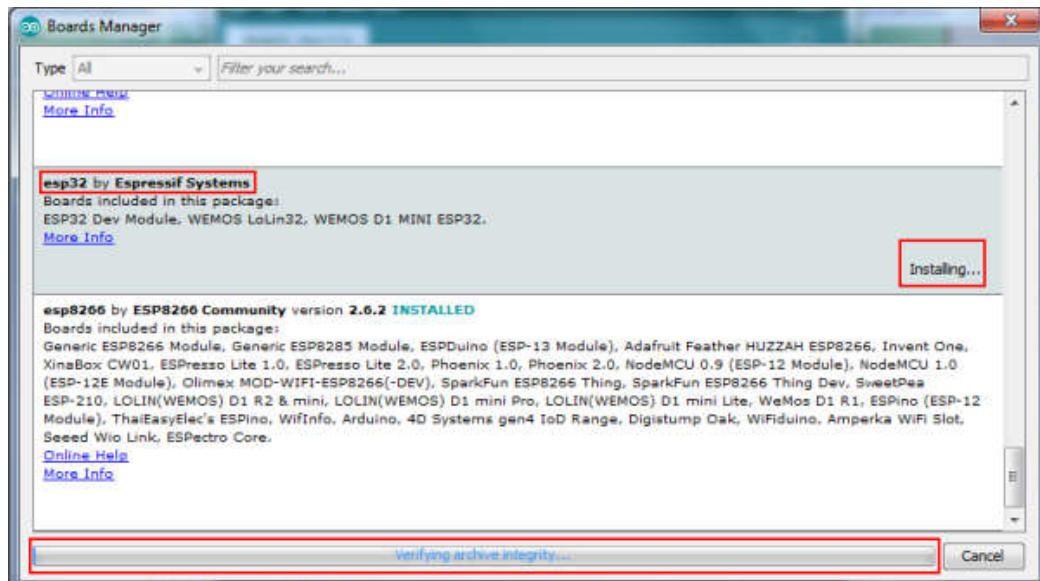 Boards Manager
Type All Filter your search...
Online Help
More Info
esp32 by Espressif Systems
Boards included in this package:
ESP32 Dev Module, WEMOS LoLin32, WEMOS D1 MINI ESP32.
More Info
Installing...
esp8266 by ESP8266 Community version 2.6.2 INSTALLED
Boards included in this package:
Generic ESP8266 Module, Generic ESP8285 Module, ESPDuino (ESP-13 Module), Adafruit Feather HUZZAH ESP8266, Invent One,
XinaBox CW01, ESPresso Lite 1.0, ESPresso Lite 2.0, Phoenix 1.0, Phoenix 2.0, NodeMCU 0.9 (ESP-12 Module), NodeMCU 1.0
(ESP-12E Module), Olimex MOD-WIFI-ESP8266(-DEV), SparkFun ESP8266 Thing, SparkFun ESP8266 Thing Dev, SweetPea
ESP-210, LOLIN(WEMOS) D1 R2 & mini, LOLIN(WEMOS) D1 mini Pro, LOLIN(WEMOS) D1 mini Lite, WeMos D1 R1, ESPino (ESP-12
Module), ThaiEasyElec's ESPino, WifInfo, Arduino, 4D Systems gen4 IoD Range, Digistump Oak, WiFiduino, Amperka WiFi Slot,
Seeed Wio Link, ESPectro Core.
Online Help
More Info
Verifying archive integrity...
Cancel